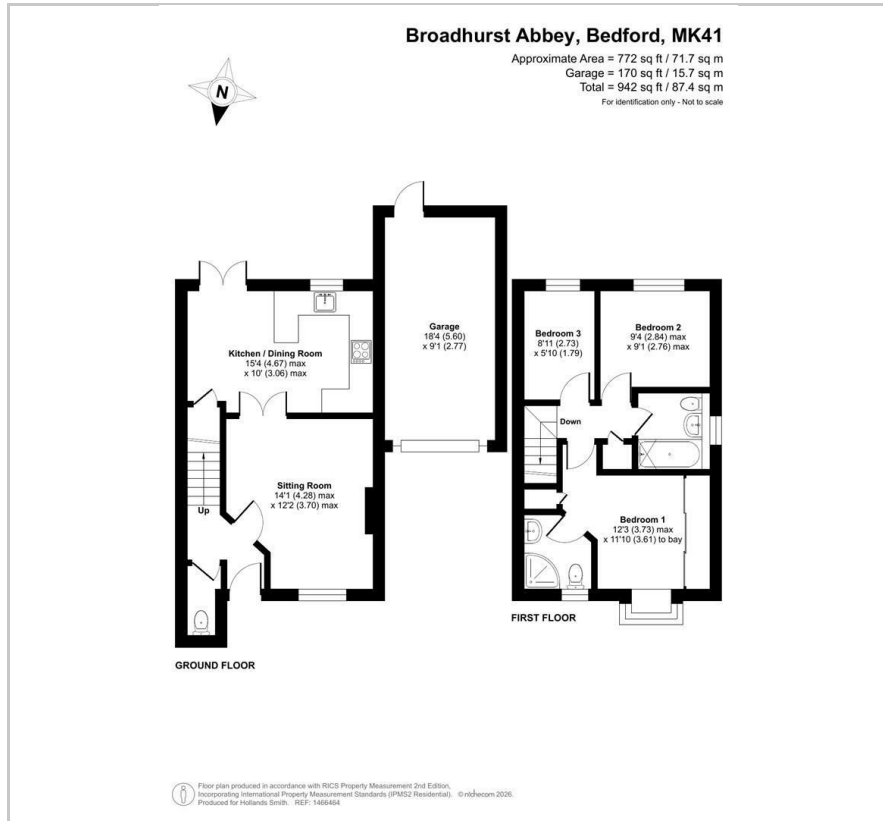 Broadhurst Abbey, Bedford, MK41
Approximate Area = 772 sq ft / 71.7 sq m
Garage = 170 sq ft / 15.7 sq m
Total = 942 sq ft / 87.4 sq m
For identification only - Not to scale
N
Garage
18'4 (5.60)
x 9'1 (2.77)
Kitchen / Dining Room
15'4 (4.67) max
x 10' (3.06) max
Sitting Room
14'1 (4.28) max
x 12'2 (3.70) max
Up
GROUND FLOOR
Bedroom 3
8'11 (2.73)
x 5'10 (1.79)
Bedroom 2
9'4 (2.84) max
x 9'1 (2.76) max
Down
Bedroom 1
12'3 (3.73) max
x 11'10 (3.61) to bay
FIRST FLOOR
Floor plan produced in accordance with RICS Property Measurement 2nd Edition,
Incorporating International Property Measurement Standards (IPMS2 Residential). © nichecom 2026.
Produced for Hollands Smith. REF: 1466464